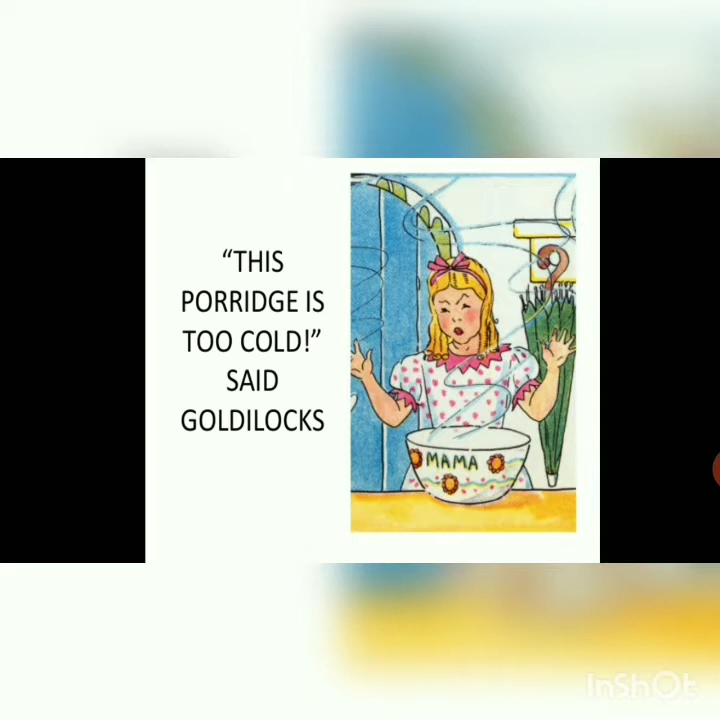 “THIS
PORRIDGE IS
TOO COLD!”
SAID
GOLDILOCKS
MAMA
InShOt